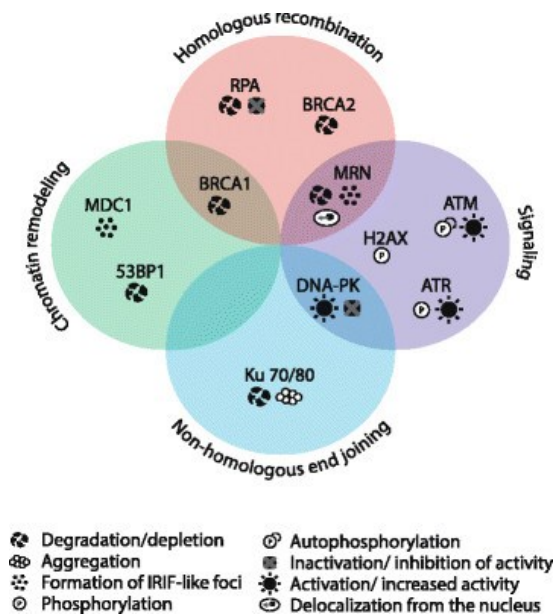 Homologous recombination
RPA
BRCA2
Chromatin remodeling
BRCA1
MRN
MDC1
ATM
P
H2AX
P
Signaling
53BP1
DNA-PK
ATR
P
Ku 70/80
Non-homologous end joining
Degradation/depletion
Aggregation
Formation of IRIF-like foci
P Phosphorylation
P Autophosphorylation
Inactivation/ inhibition of activity
Activation/ increased activity
Delocalization from the nucleus